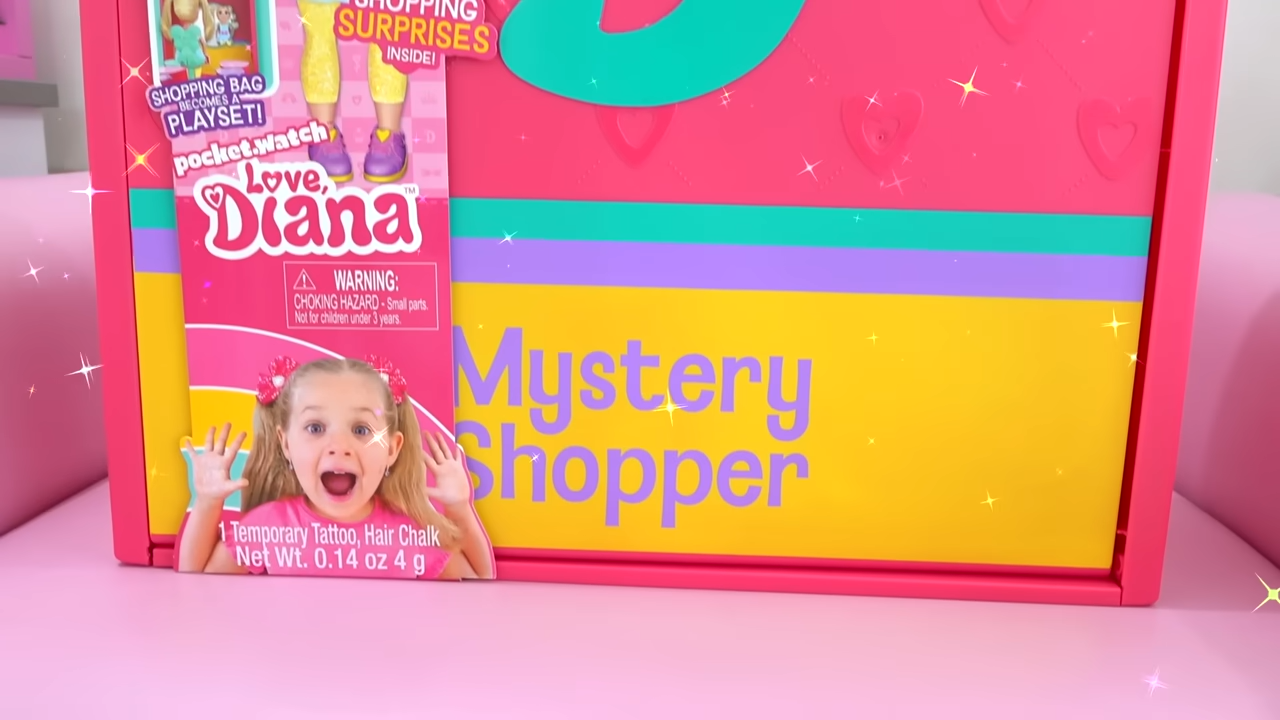 SHOPPING
SURPRISES
INSIDE!
SHOPPING BAG
BECOMES A
PLAYSET!
pocket.watch
Love,
Diana™
WARNING:
CHOKING HAZARD - Small parts.
Not for children under 3 years.
Mystery
Shopper
1 Temporary Tattoo, Hair Chalk
Net Wt. 0.14 oz 4 g